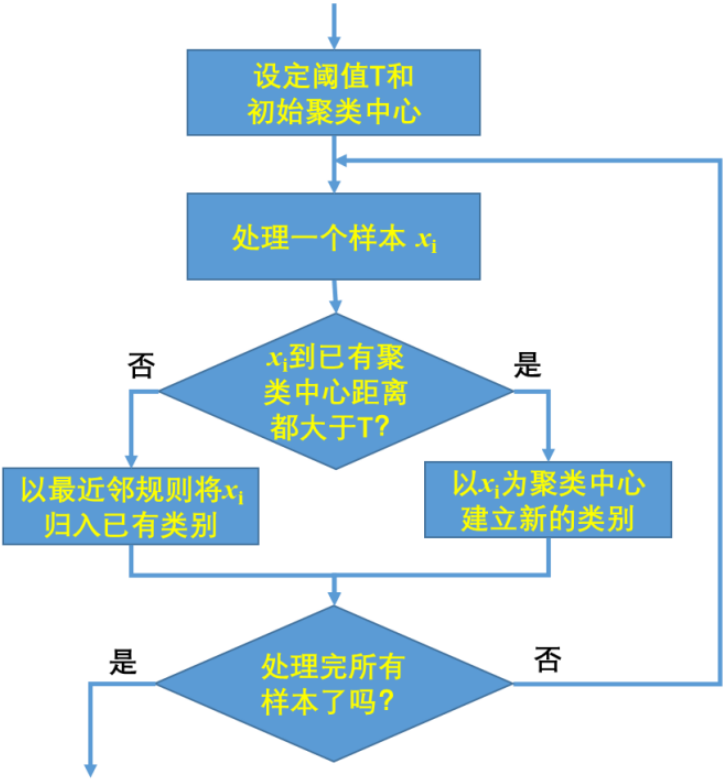 设定阈值T和
初始聚类中心
处理一个样本 xi
否
xi到已有聚
类中心距离
都大于T?
是
以最近邻规则将xi
归入已有类别
以xi为聚类中心
建立新的类别
是
处理完所有
样本了吗?
否